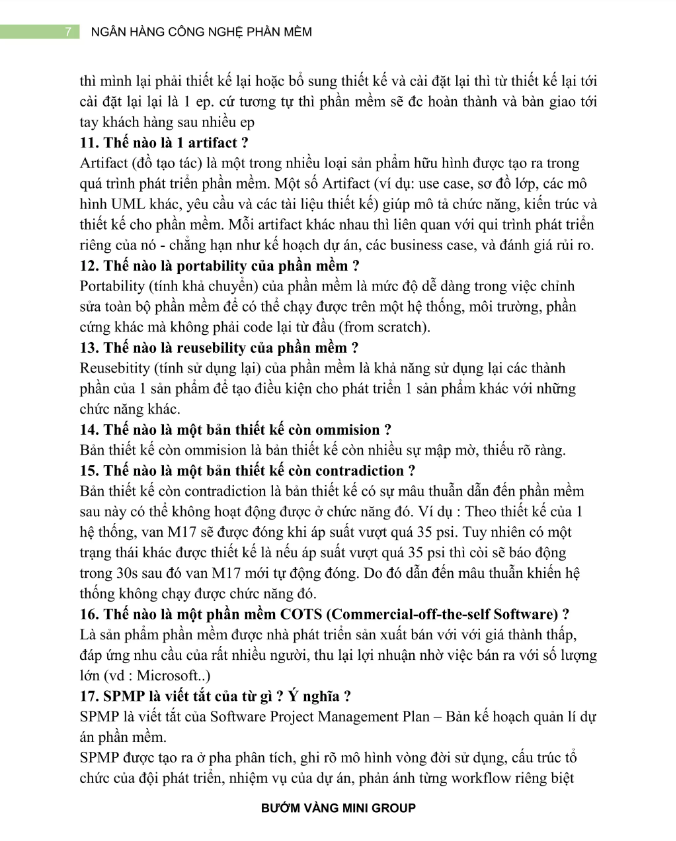 7 NGÂN HÀNG CÔNG NGHỆ PHẦN MỀM
thì mình lại phải thiết kế lại hoặc bổ sung thiết kế và cài đặt lại thì từ thiết kế lại tới
cài đặt lại lại là 1 ep. cứ tương tự thì phần mềm sẽ đc hoàn thành và bàn giao tới
tay khách hàng sau nhiều ep
11. Thế nào là 1 artifact ?
Artifact (đồ tạo tác) là một trong nhiều loại sản phẩm hữu hình được tạo ra trong
quá trình phát triển phần mềm. Một số Artifact (ví dụ: use case, sơ đồ lớp, các mô
hình UML khác, yêu cầu và các tài liệu thiết kế) giúp mô tả chức năng, kiến trúc và
thiết kế cho phần mềm. Mỗi artifact khác nhau thì liên quan với qui trình phát triển
riêng của nó - chẳng hạn như kế hoạch dự án, các business case, và đánh giá rủi ro.
12. Thế nào là portability của phần mềm ?
Portability (tính khả chuyển) của phần mềm là mức độ dễ dàng trong việc chỉnh
sửa toàn bộ phần mềm để có thể chạy được trên một hệ thống, môi trường, phần
cứng khác mà không phải code lại từ đầu (from scratch).
13. Thế nào là reusebility của phần mềm ?
Reusebitity (tính sử dụng lại) của phần mềm là khả năng sử dụng lại các thành
phần của 1 sản phẩm để tạo điều kiện cho phát triển 1 sản phẩm khác với những
chức năng khác.
14. Thế nào là một bản thiết kế còn ommision ?
Bản thiết kế còn ommision là bản thiết kế còn nhiều sự mập mờ, thiếu rõ ràng.
15. Thế nào là một bản thiết kế còn contradiction ?
Bản thiết kế còn contradiction là bản thiết kế có sự mâu thuẫn dẫn đến phần mềm
sau này có thể không hoạt động được ở chức năng đó. Ví dụ : Theo thiết kế của 1
hệ thống, van M17 sẽ được đóng khi áp suất vượt quá 35 psi. Tuy nhiên có một
trạng thái khác được thiết kế là nếu áp suất vượt quá 35 psi thì còi sẽ báo động
trong 30s sau đó van M17 mới tự động đóng. Do đó dẫn đến mâu thuẫn khiến hệ
thống không chạy được chức năng đó.
16. Thế nào là một phần mềm COTS (Commercial-off-the-self Software) ?
Là sản phẩm phần mềm được nhà phát triển sản xuất bán với với giá thành thấp,
đáp ứng nhu cầu của rất nhiều người, thu lại lợi nhuận nhờ việc bán ra với số lượng
lớn (vd : Microsoft..)
17. SPMP là viết tắt của từ gì ? Ý nghĩa ?
SPMP là viết tắt của Software Project Management Plan – Bản kế hoạch quản lí dự
án phần mềm.
SPMP được tạo ra ở pha phân tích, ghi rõ mô hình vòng đời sử dụng, cấu trúc tổ
chức của đội phát triển, nhiệm vụ của dự án, phản ánh từng workflow riêng biệt
BƯỚM VÀNG MINI GROUP